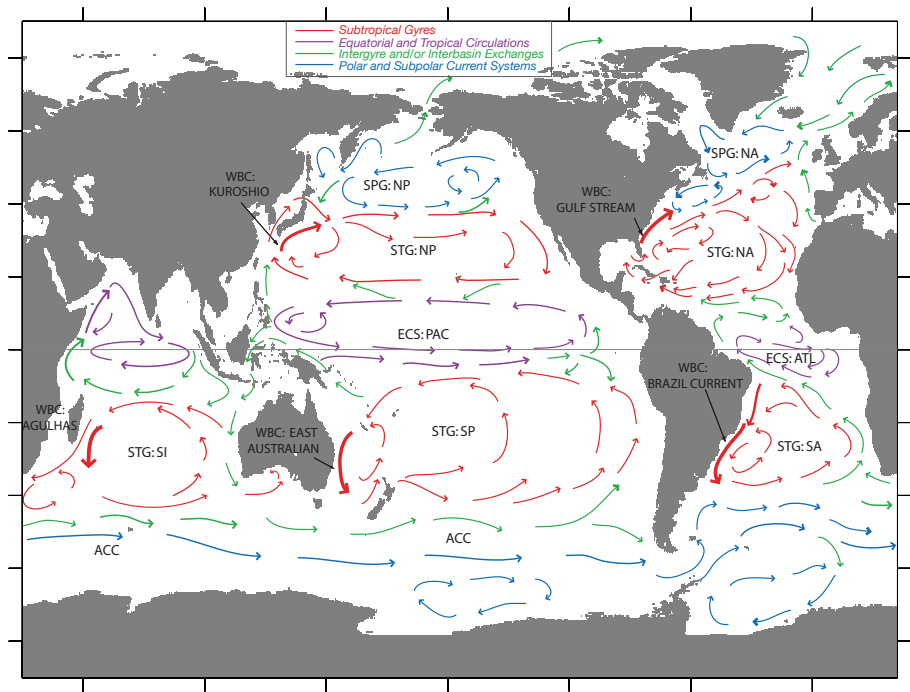 Subtropical Gyres
Equatorial and Tropical Circulations
Intergyre and/or Interbasin Exchanges
Polar and Subpolar Current Systems
SPG: NA
WBC:
KUROSHIO
SPG: NP
WBC:
GULF STREAM
STG: NP
STG: NA
ECS: PAC
ECS: ATL
WBC:
BRAZIL CURRENT
WBC:
AGULHAS
WBC: EAST
AUSTRALIAN
STG: SP
STG: SI
STG: SA
ACC
ACC